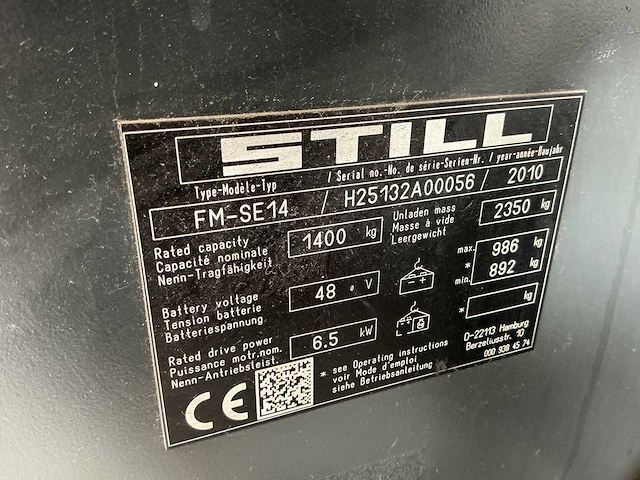 STILL
Type-Modèle-Typ / Serial no.-No. de série-Serien-Nr. / year-année-Baujahr
FM-SE14 / H25132A00056 / 2010
Rated capacity
Capacité nominale
Nenn-Tragfähigkeit
1400 kg
Unladen mass
Masse à vide
Leergewicht
2350 kg
Battery voltage
Tension batterie
Batteriespannung.
48 V
max. 986 kg
*
min. 892 kg
Rated drive power
Puissance motr.nom.
Nenn-Antriebsleist.
6.5 kW
* kg
* see Operating instructions
voir Mode d'emploi
siehe Betriebsanleitung
D-22113 Hamburg
Berzeliusstr. 10
000 938 45 74
CE